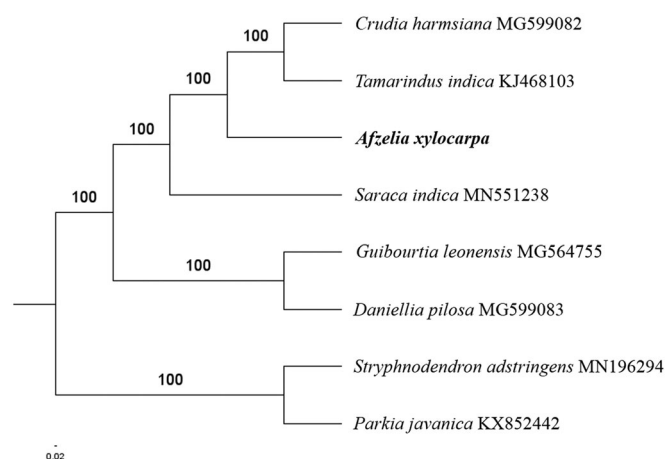 Crudia harmsiana MG599082
100
100
Tamarindus indica KJ468103
100
Afzelia xylocarpa
100
Saraca indica MN551238
Guibourtia leonensis MG564755
100
Daniellia pilosa MG599083
Stryphnodendron adstringens MN196294
100
Parkia javanica KX852442
0.02